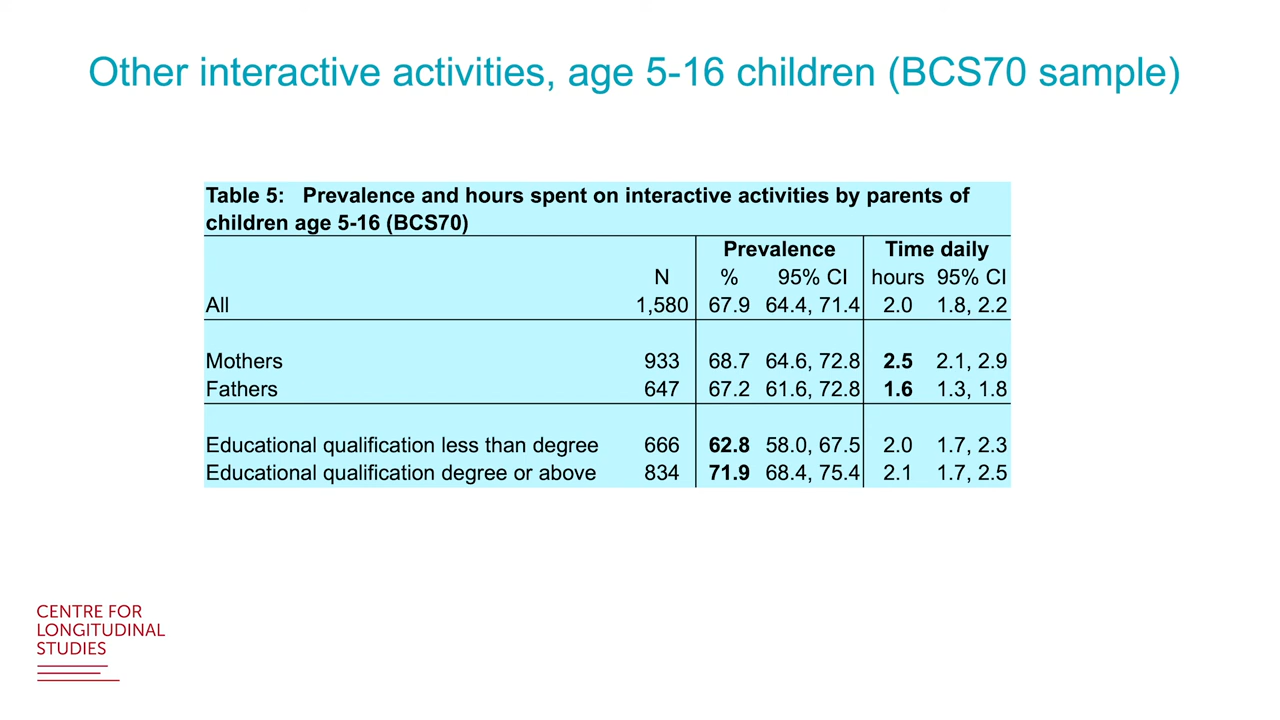 Other interactive activities, age 5-16 children (BCS70 sample)
Table 5: Prevalence and hours spent on interactive activities by parents of
children age 5-16 (BCS70)
Prevalence Time daily
N % 95% CI hours 95% CI
All 1,580 67.9 64.4, 71.4 2.0 1.8, 2.2
Mothers 933 68.7 64.6, 72.8 2.5 2.1, 2.9
Fathers 647 67.2 61.6, 72.8 1.6 1.3, 1.8
Educational qualification less than degree 666 62.8 58.0, 67.5 2.0 1.7, 2.3
Educational qualification degree or above 834 71.9 68.4, 75.4 2.1 1.7, 2.5
CENTRE FOR
LONGITUDINAL
STUDIES